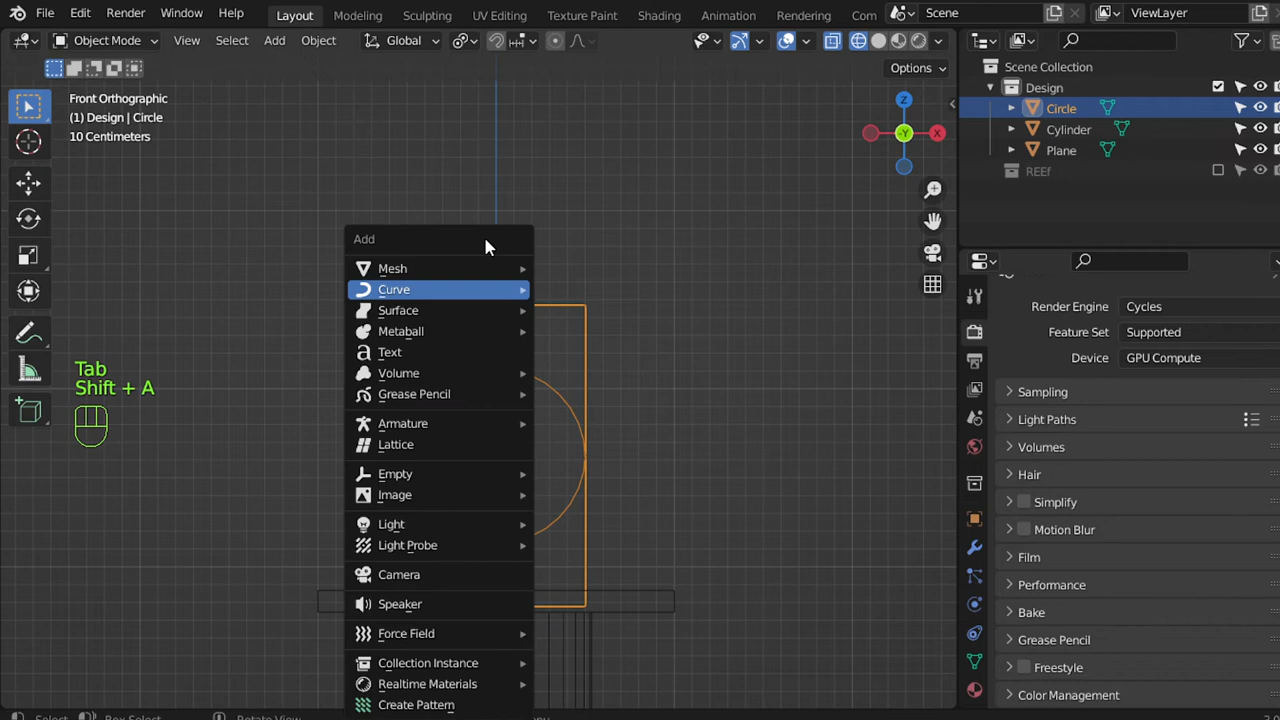 File Edit Render Window Help Layout Modeling Sculpting UV Editing Texture Paint Shading Animation Rendering Com Scene ViewLayer
Object Mode View Select Add Object Global
Options
Front Orthographic
(1) Design | Circle
10 Centimeters
Z
X
-Y
Add
Mesh
Curve
Surface
Metaball
Text
Volume
Grease Pencil
Armature
Lattice
Empty
Image
Light
Light Probe
Camera
Speaker
Force Field
Collection Instance
Realtime Materials
Create Pattern
Tab
Shift + A
Scene Collection
Design
Circle
Cylinder
Plane
REEf
Render Engine Cycles
Feature Set Supported
Device GPU Compute
Sampling
Light Paths
Volumes
Hair
Simplify
Motion Blur
Film
Performance
Bake
Grease Pencil
Freestyle
Color Management